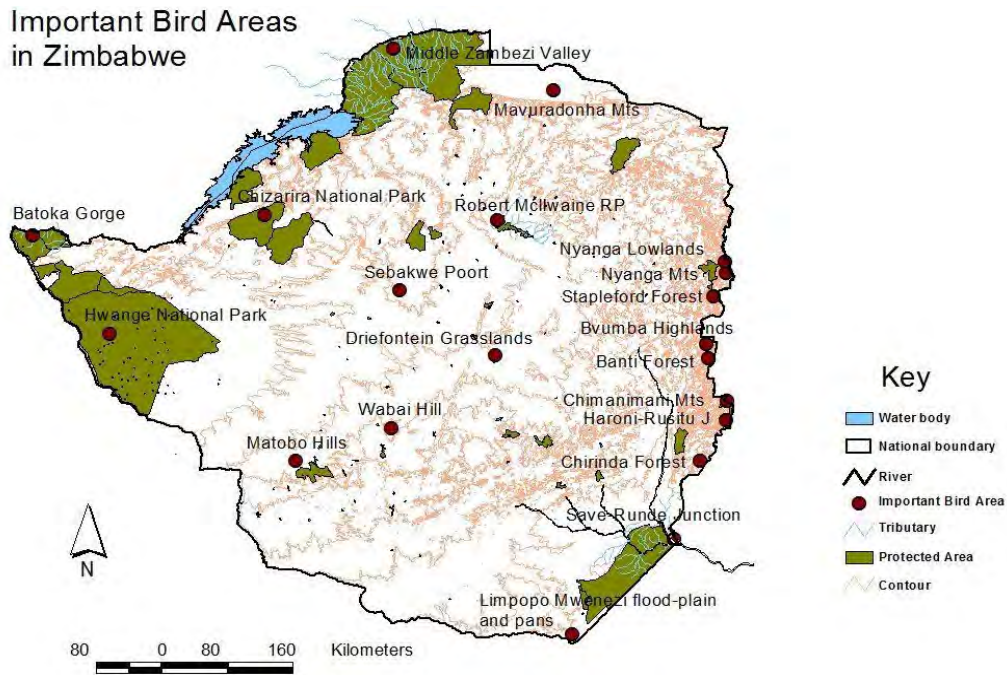 Important Bird Areas
in Zimbabwe
Middle Zambezi Valley
Mavuradonha Mts
Chizarira National Park
Robert McIlwaine RP
Batoka Gorge
Nyanga Lowlands
Nyanga Mts
Sebakwe Poort
Stapleford Forest
Hwange National Park
Bvumba Highlands
Driefontein Grasslands
Banti Forest
Chimanimani Mts
Wabai Hill
Haroni-Rusitu J
Matobo Hills
Chirinda Forest
Save-Runde Junction
Limpopo Mwenezi flood-plain
and pans
N
80 0 80 160 Kilometers
Key
Water body
National boundary
River
Important Bird Area
Tributary
Protected Area
Contour